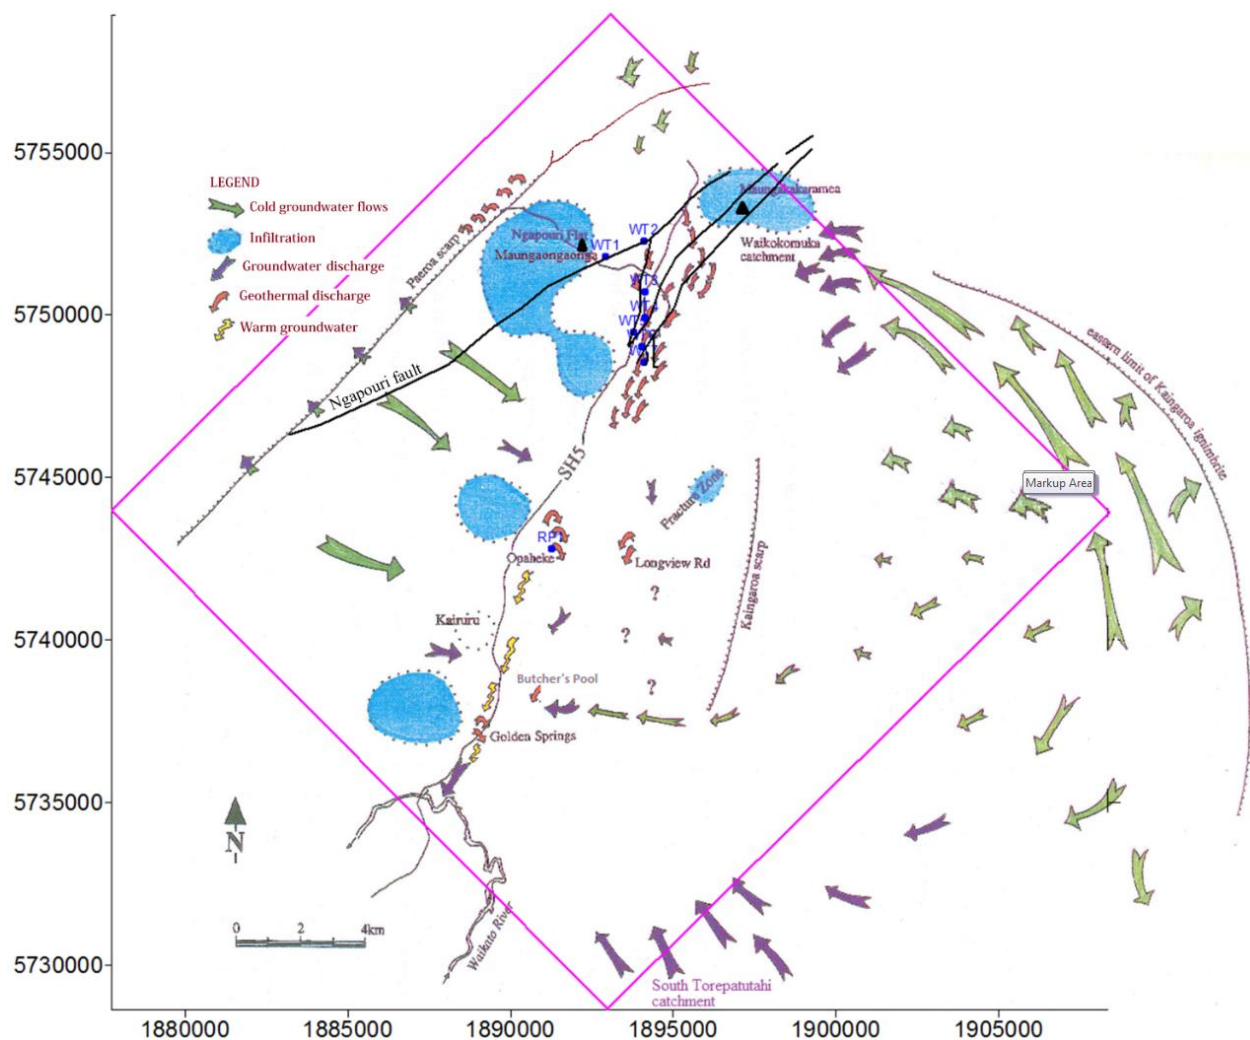 5755000
5750000
5745000
5740000
5735000
5730000
LEGEND
Cold groundwater flows
Infiltration
Groundwater discharge
Geothermal discharge
Warm groundwater
Paeroa scarp
Ngapouri fault
Ngapouri Flat
Maungaongaonga
WT1
WT2
WT3
Maungakakaramea
Waikokomuka
catchment
eastern limit of Kaingaroa ignimbrite
SH5
Fracture Zone
Markup Area
Opaheke
Longview Rd
Kaingaroa scarp
?
?
?
Kairuru
Butcher's Pool
Golden Springs
N
0 2 4km
Waikato River
South Torepatutahi
catchment
1880000 1885000 1890000 1895000 1900000 1905000